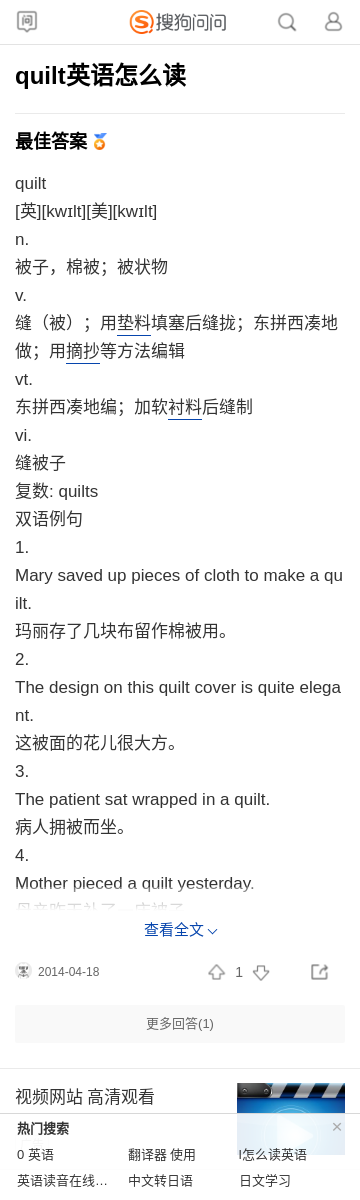 问
搜狗问问
quilt英语怎么读
最佳答案
quilt
[英][kwɪlt][美][kwɪlt]
n.
被子，棉被；被状物
v.
缝（被）；用垫料填塞后缝拢；东拼西凑地
做；用摘抄等方法编辑
vt.
东拼西凑地编；加软衬料后缝制
vi.
缝被子
复数: quilts
双语例句
1.
Mary saved up pieces of cloth to make a qu
ilt.
玛丽存了几块布留作棉被用。
2.
The design on this quilt cover is quite elega
nt.
这被面的花儿很大方。
3.
The patient sat wrapped in a quilt.
病人拥被而坐。
4.
Mother pieced a quilt yesterday.
查看全文
2014-04-18 1
更多回答(1)
视频网站 高清观看
热门搜索
0 英语 翻译器 使用 l怎么读英语
英语读音在线… 中文转日语 日文学习